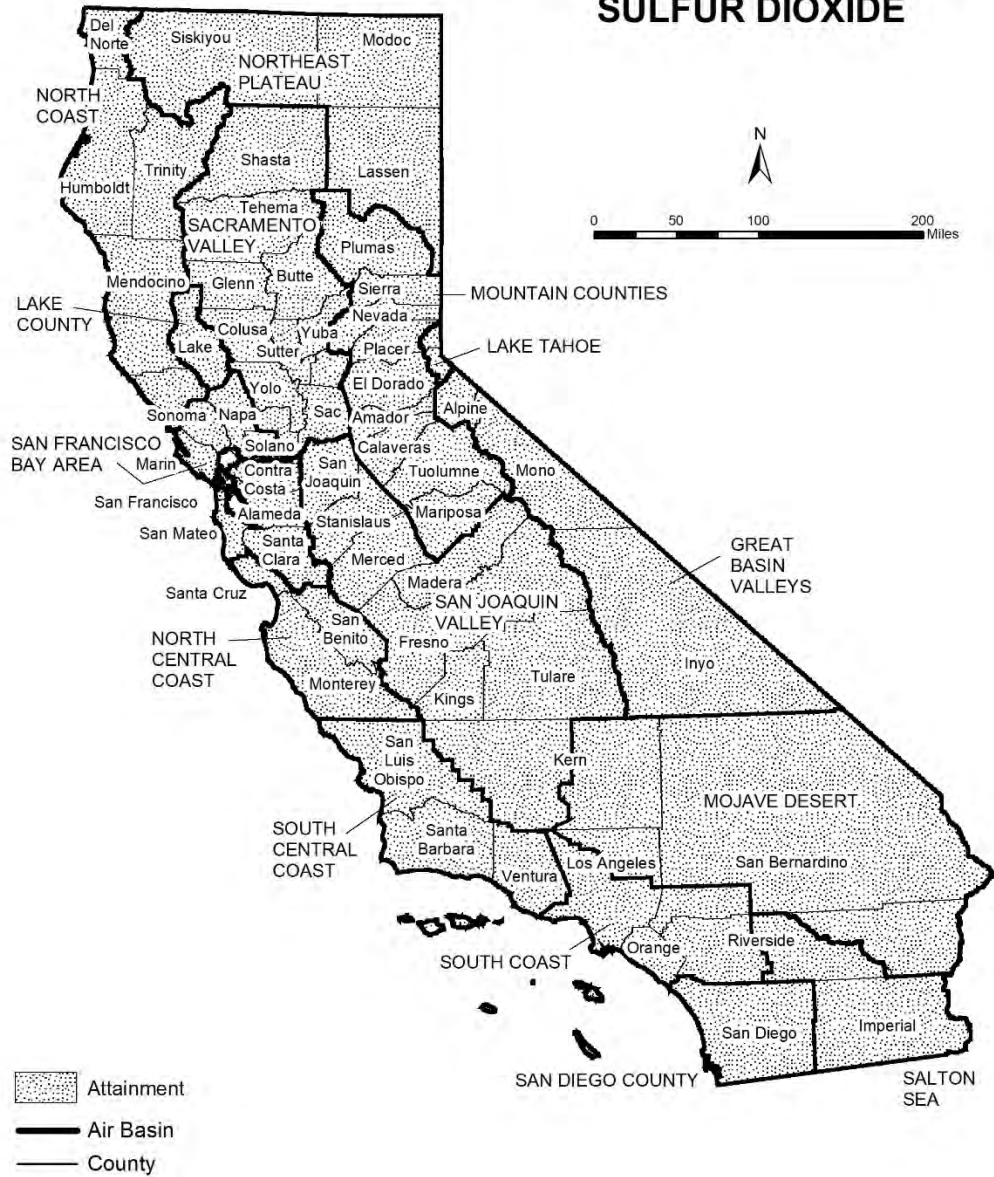 SULFUR DIOXIDE
Del
Norte
Siskiyou
Modoc
NORTHEAST
PLATEAU
NORTH
COAST
N
Shasta
Trinity
Lassen
Humboldt
Tehema
SACRAMENTO
VALLEY
0 50 100 200
Miles
Plumas
Mendocino
Glenn
Butte
Sierra
MOUNTAIN COUNTIES
LAKE
COUNTY
Nevada
Colusa
Yuba
Lake
Sutter
Placer
LAKE TAHOE
Yolo
El Dorado
Sonoma
Napa
Sac
Amador
Alpine
SAN FRANCISCO
BAY AREA
Solano
Calaveras
Marin
Contra
Costa
San
Joaquin
Tuolumne
Mono
San Francisco
Alameda
Stanislaus
Mariposa
San Mateo
Santa
Clara
Merced
GREAT
BASIN
VALLEYS
Madera
Santa Cruz
SAN JOAQUIN
VALLEY
San
Benito
NORTH
CENTRAL
COAST
Fresno
Inyo
Monterey
Kings
Tulare
San
Luis
Obispo
Kern
MOJAVE DESERT
SOUTH
CENTRAL
COAST
Santa
Barbara
Los Angeles
San Bernardino
Ventura
Orange
Riverside
SOUTH COAST
San Diego
Imperial
SAN DIEGO COUNTY
SALTON
SEA
Attainment
Air Basin
County